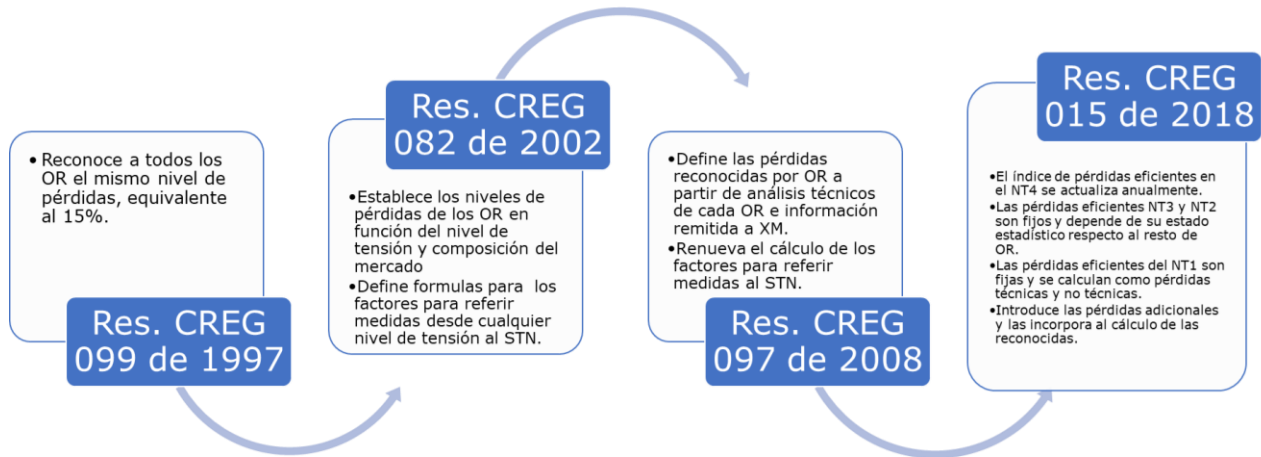 • Reconoce a todos los
OR el mismo nivel de
pérdidas, equivalente
al 15%.
Res. CREG
099 de 1997
Res. CREG
082 de 2002
•Establece los niveles de
pérdidas de los OR en
función del nivel de
tensión y composición del
mercado
•Define formulas para los
factores para referir
medidas desde cualquier
nivel de tensión al STN.
•Define las pérdidas
reconocidas por OR a
partir de análisis técnicos
de cada OR e información
remitida a XM.
•Renueva el cálculo de los
factores para referir
medidas al STN.
Res. CREG
097 de 2008
Res. CREG
015 de 2018
•El índice de pérdidas eficientes en
el NT4 se actualiza anualmente.
•Las pérdidas eficientes NT3 y NT2
son fijos y depende de su estado
estadístico respecto al resto de
OR.
•Las pérdidas eficientes del NT1 son
fijas y se calculan como pérdidas
técnicas y no técnicas.
•Introduce las pérdidas adicionales
y las incorpora al cálculo de las
reconocidas.